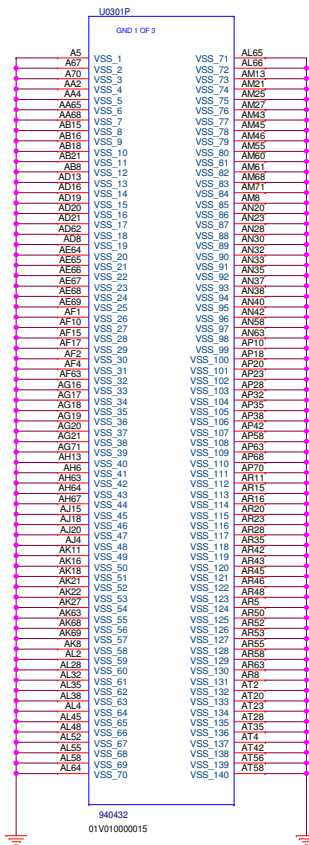 U0301P
GND 1 OF 3
A5 VSS_1 VSS_71 AL65
A67 VSS_2 VSS_72 AL66
A70 VSS_3 VSS_73 AM13
AA2 VSS_4 VSS_74 AM21
AA4 VSS_5 VSS_75 AM25
AA65 VSS_6 VSS_76 AM27
AA68 VSS_7 VSS_77 AM43
AB15 VSS_8 VSS_78 AM45
AB16 VSS_9 VSS_79 AM46
AB18 VSS_10 VSS_80 AM55
AB21 VSS_11 VSS_81 AM60
AB8 VSS_12 VSS_82 AM61
AD13 VSS_13 VSS_83 AM68
AD16 VSS_14 VSS_84 AM71
AD19 VSS_15 VSS_85 AM8
AD20 VSS_16 VSS_86 AN20
AD21 VSS_17 VSS_87 AN23
AD62 VSS_18 VSS_88 AN28
AD8 VSS_19 VSS_89 AN30
AE64 VSS_20 VSS_90 AN32
AE65 VSS_21 VSS_91 AN33
AE66 VSS_22 VSS_92 AN35
AE67 VSS_23 VSS_93 AN37
AE68 VSS_24 VSS_94 AN38
AE69 VSS_25 VSS_95 AN40
AF1 VSS_26 VSS_96 AN42
AF10 VSS_27 VSS_97 AN58
AF15 VSS_28 VSS_98 AN63
AF17 VSS_29 VSS_99 AP10
AF2 VSS_30 VSS_100 AP18
AF4 VSS_31 VSS_101 AP20
AF63 VSS_32 VSS_102 AP23
AG16 VSS_33 VSS_103 AP28
AG17 VSS_34 VSS_104 AP32
AG18 VSS_35 VSS_105 AP35
AG19 VSS_36 VSS_106 AP38
AG20 VSS_37 VSS_107 AP42
AG21 VSS_38 VSS_108 AP58
AG71 VSS_39 VSS_109 AP63
AH13 VSS_40 VSS_110 AP68
AH6 VSS_41 VSS_111 AP70
AH63 VSS_42 VSS_112 AR11
AH64 VSS_43 VSS_113 AR15
AH67 VSS_44 VSS_114 AR16
AJ15 VSS_45 VSS_115 AR20
AJ18 VSS_46 VSS_116 AR23
AJ20 VSS_47 VSS_117 AR28
AJ4 VSS_48 VSS_118 AR35
AK11 VSS_49 VSS_119 AR42
AK16 VSS_50 VSS_120 AR43
AK18 VSS_51 VSS_121 AR45
AK21 VSS_52 VSS_122 AR46
AK22 VSS_53 VSS_123 AR48
AK27 VSS_54 VSS_124 AR5
AK63 VSS_55 VSS_125 AR50
AK68 VSS_56 VSS_126 AR52
AK69 VSS_57 VSS_127 AR53
AK8 VSS_58 VSS_128 AR55
AL2 VSS_59 VSS_129 AR58
AL28 VSS_60 VSS_130 AR63
AL32 VSS_61 VSS_131 AR8
AL35 VSS_62 VSS_132 AT2
AL38 VSS_63 VSS_133 AT20
AL4 VSS_64 VSS_134 AT23
AL45 VSS_65 VSS_135 AT28
AL48 VSS_66 VSS_136 AT35
AL52 VSS_67 VSS_137 AT4
AL55 VSS_68 VSS_138 AT42
AL58 VSS_69 VSS_139 AT56
AL64 VSS_70 VSS_140 AT58
940432
01V010000015